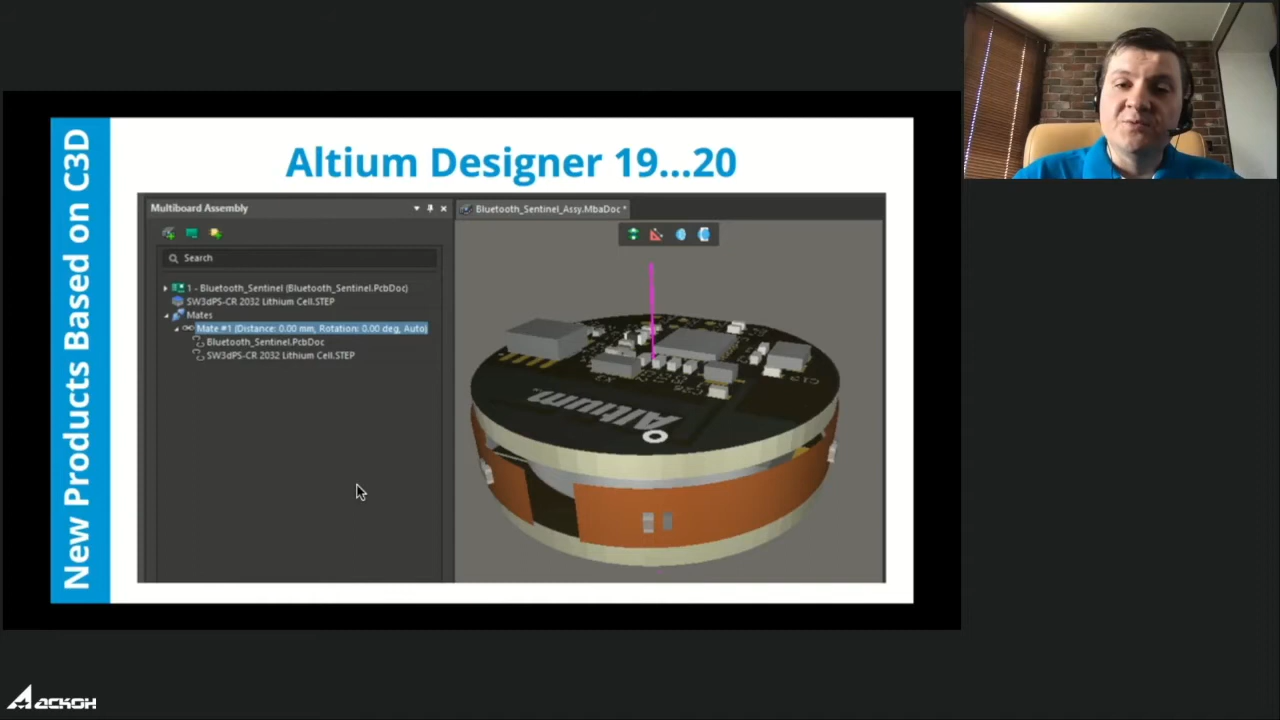 New Products Based on C3D
Altium Designer 19...20
Multiboard Assembly
Bluetooth_Sentinel_Assy.MbaDoc *
Search
1 - Bluetooth_Sentinel (Bluetooth_Sentinel.PcbDoc)
SW3dPS-CR 2032 Lithium Cell.STEP
Mates
Mate #1 (Distance: 0.00 mm, Rotation: 0.00 deg, Auto)
Bluetooth_Sentinel.PcbDoc
SW3dPS-CR 2032 Lithium Cell.STEP
Altium.
АСКОН